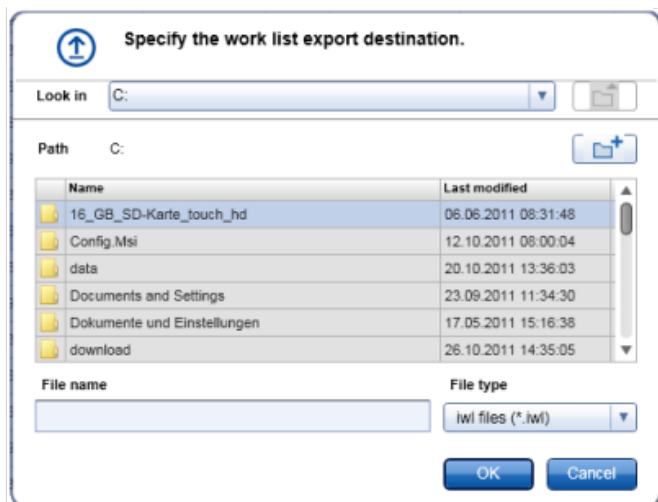 Specify the work list export destination.
Look in C:
Path C:
Name Last modified
16_GB_SD-Karte_touch_hd 06.06.2011 08:31:48
Config.Msi 12.10.2011 08:00:04
data 20.10.2011 13:36:03
Documents and Settings 23.09.2011 11:34:30
Dokumente und Einstellungen 17.05.2011 15:16:38
download 26.10.2011 14:35:05
File name File type
iwl files (*.iwl)
OK Cancel